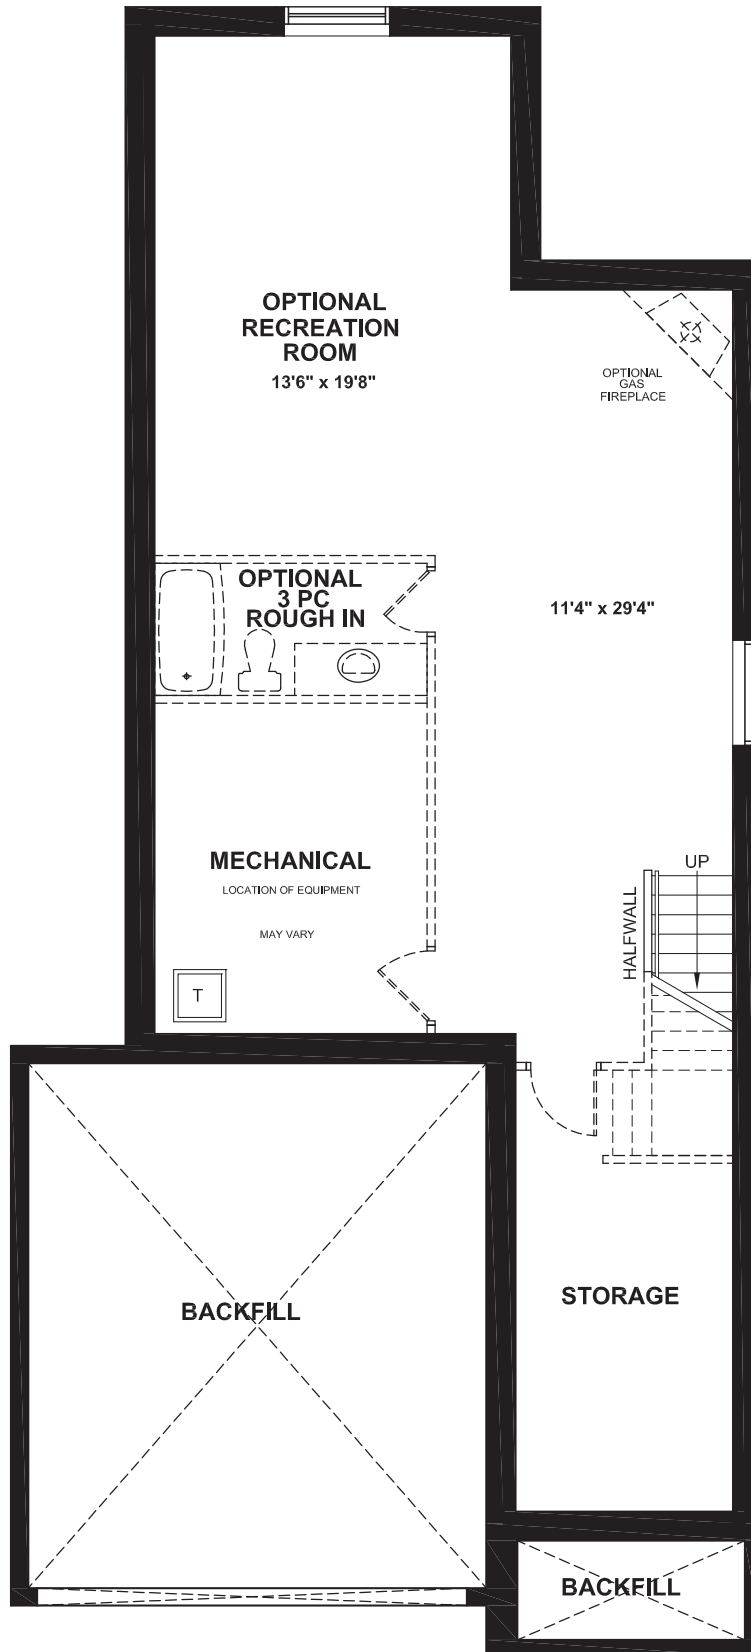 OPTIONAL
RECREATION
ROOM
13'6" x 19'8"
OPTIONAL
GAS
FIREPLACE
OPTIONAL
3 PC
ROUGH IN
11'4" x 29'4"
MECHANICAL
LOCATION OF EQUIPMENT
MAY VARY
T
UP
HALFWALL
BACKFILL
STORAGE
BACKFILL